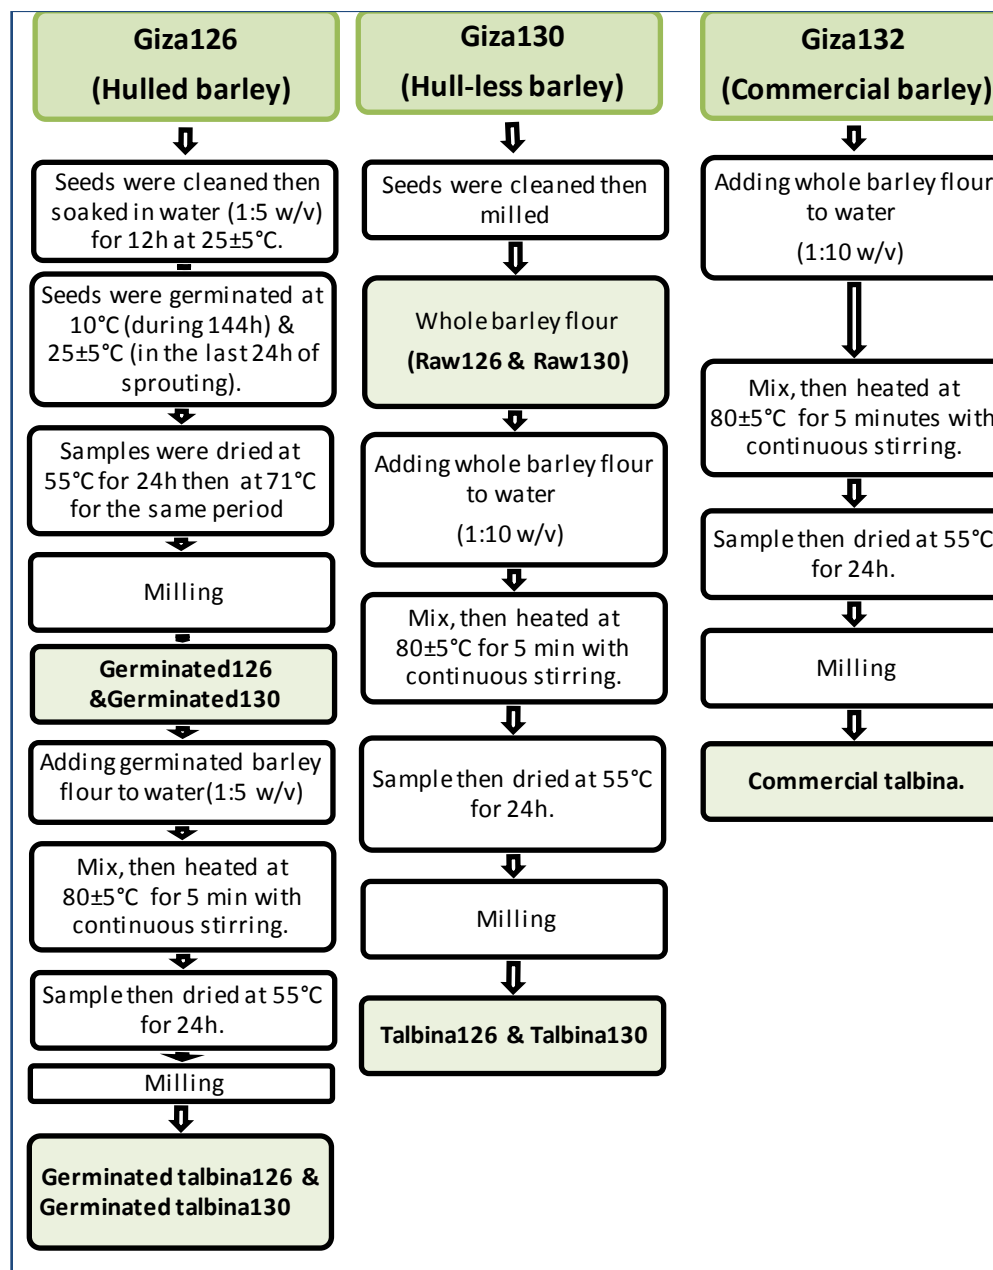 Giza126
(Hulled barley)
Seeds were cleaned then
soaked in water (1:5 w/v)
for 12h at 25±5°C.
Seeds were germinated at
10°C (during 144h) &
25±5°C (in the last 24h of
sprouting).
Samples were dried at
55°C for 24h then at 71°C
for the same period
Milling
Germinated126
&Germinated130
Adding germinated barley
flour to water(1:5 w/v)
Mix, then heated at
80±5°C for 5 min with
continuous stirring.
Sample then dried at 55°C
for 24h.
Milling
Germinated talbina126 &
Germinated talbina130
Giza130
(Hull-less barley)
Seeds were cleaned then
milled
Whole barley flour
(Raw126 & Raw130)
Adding whole barley flour
to water
(1:10 w/v)
Mix, then heated at
80±5°C for 5 min with
continuous stirring.
Sample then dried at 55°C
for 24h.
Milling
Talbina126 & Talbina130
Giza132
(Commercial barley)
Adding whole barley flour
to water
(1:10 w/v)
Mix, then heated at
80±5°C for 5 minutes with
continuous stirring.
Sample then dried at 55°C
for 24h.
Milling
Commercial talbina.